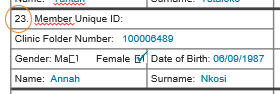 23. Member Unique ID:
Clinic Folder Number: 100006489
Gender: Ma 1 Female Date of Birth: 06/09/1987
Name: Annah Surname: Nkosi